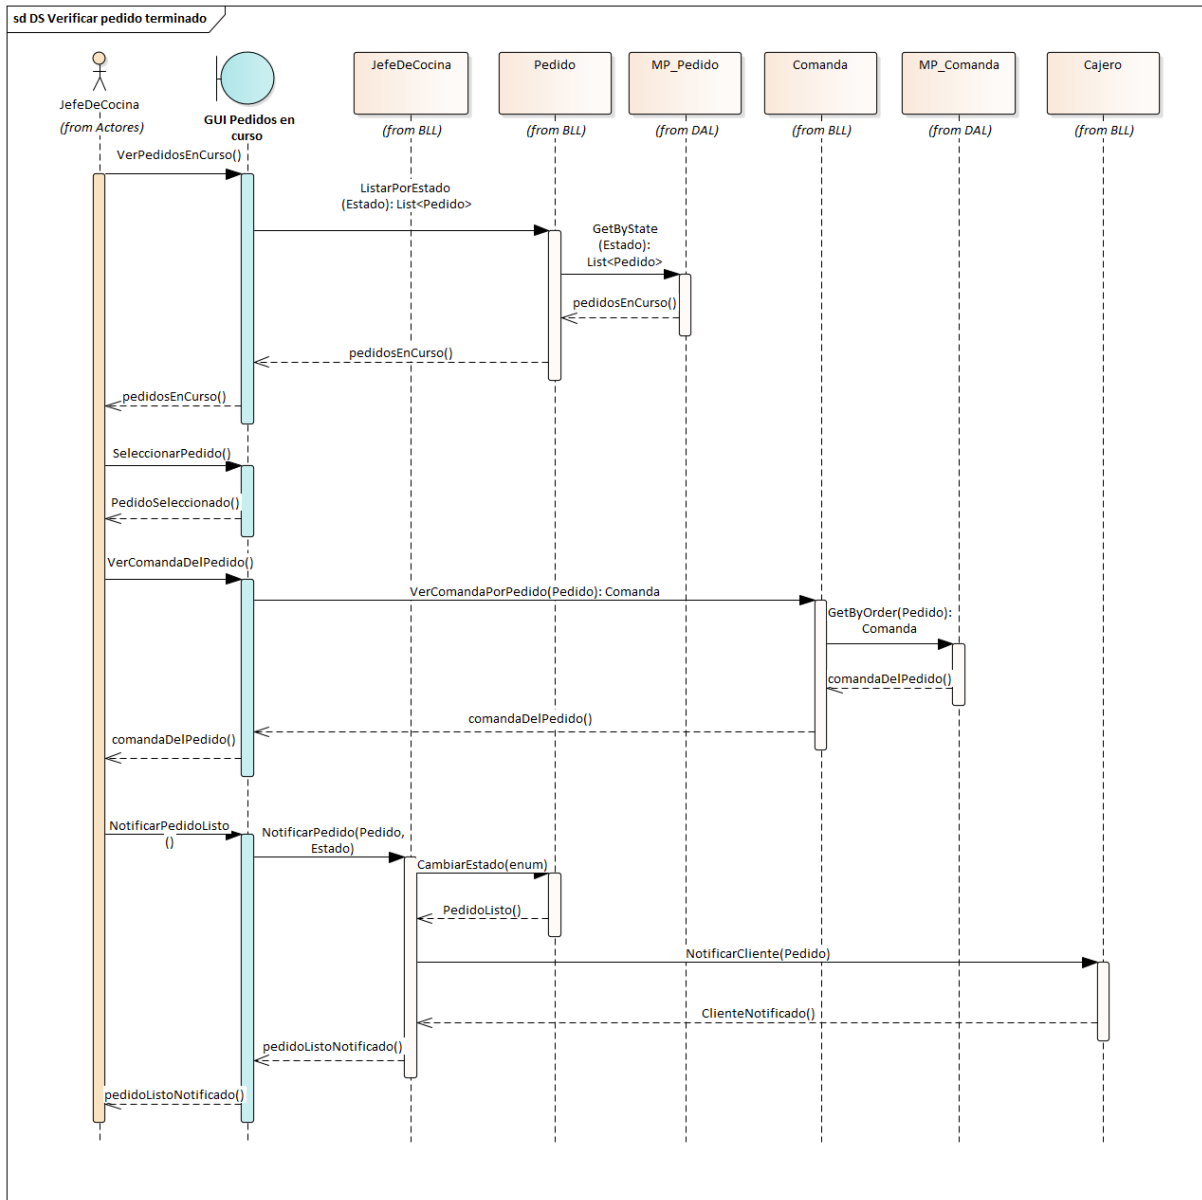 sd DS Verificar pedido terminado
JefeDeCocina
(from Actores)
GUI Pedidos en
curso
JefeDeCocina
(from BLL)
Pedido
(from BLL)
MP_Pedido
(from DAL)
Comanda
(from BLL)
MP_Comanda
(from DAL)
Cajero
(from BLL)
VerPedidosEnCurso()
ListarPorEstado
(Estado): List<Pedido>
GetByState
(Estado):
List<Pedido>
pedidosEnCurso()
pedidosEnCurso()
pedidosEnCurso()
SeleccionarPedido()
PedidoSeleccionado()
VerComandaDelPedido()
VerComandaPorPedido(Pedido): Comanda
GetByOrder(Pedido):
Comanda
comandaDelPedido()
comandaDelPedido()
comandaDelPedido()
NotificarPedidoListo
()
NotificarPedido(Pedido,
Estado)
CambiarEstado(enum)
PedidoListo()
NotificarCliente(Pedido)
ClienteNotificado()
pedidoListoNotificado()
pedidoListoNotificado()